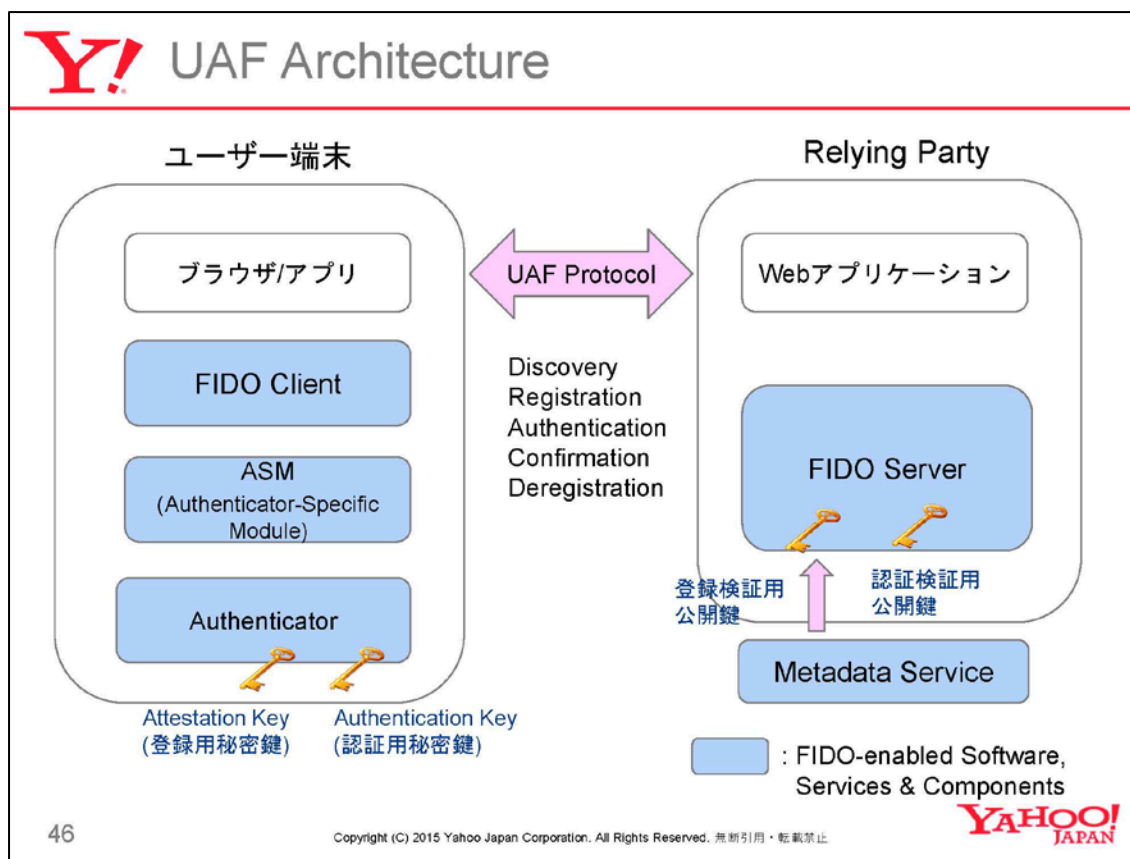 Y!
UAF Architecture
ユーザー端末
Relying Party
ブラウザ/アプリ
UAF Protocol
Webアプリケーション
FIDO Client
Discovery
Registration
Authentication
Confirmation
Deregistration
ASM
(Authenticator-Specific
Module)
FIDO Server
登録検証用
公開鍵
認証検証用
公開鍵
Authenticator
Metadata Service
Attestation Key
(登録用秘密鍵)
Authentication Key
(認証用秘密鍵)
: FIDO-enabled Software,
Services & Components
46
Copyright (C) 2015 Yahoo Japan Corporation. All Rights Reserved. 無断引用・転載禁止
YAHOO!
JAPAN